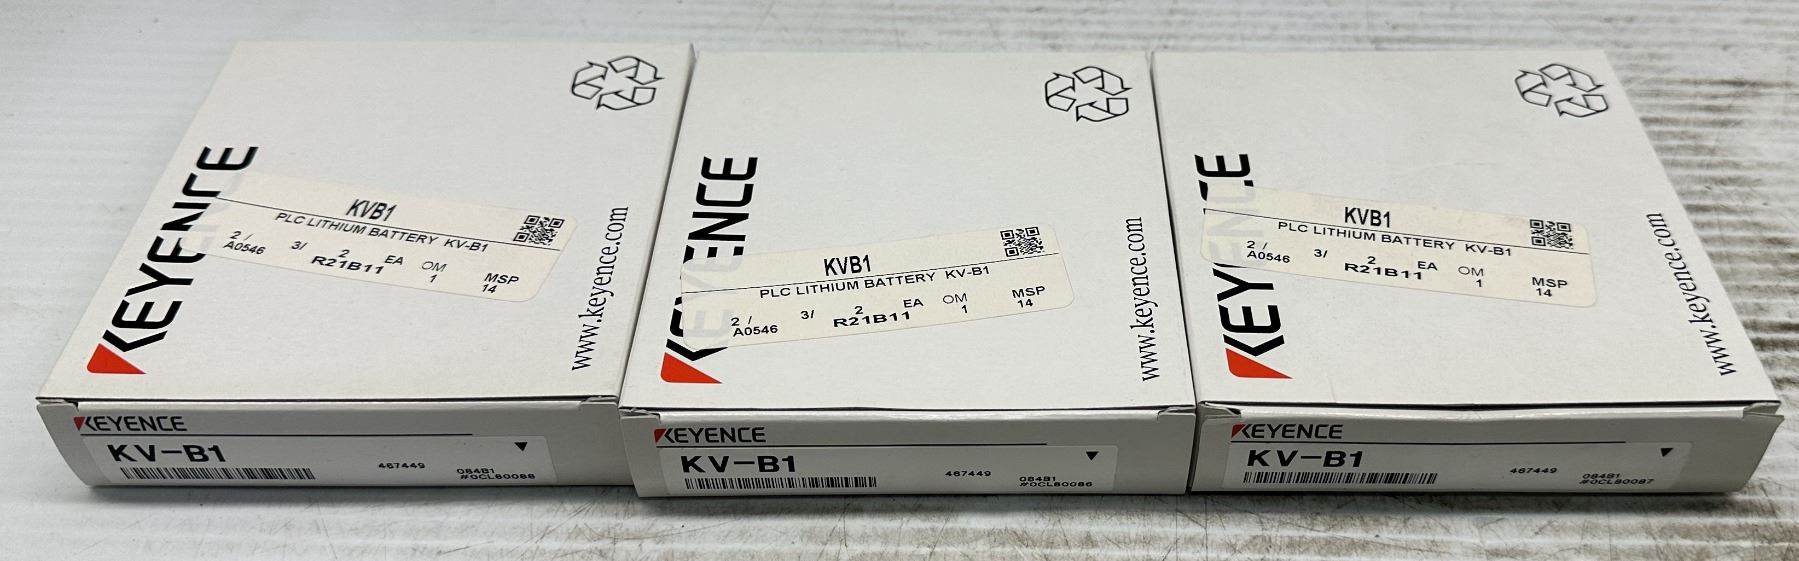 KEYENCE
KVB1
PLC LITHIUM BATTERY KV-B1
2 / 3/ 2 EA OM MSP
A0546 R21B11 1 14
www.keyence.com
KEYENCE
KV-B1
467449
084B1
#0CL80088
KEYENCE
KVB1
PLC LITHIUM BATTERY KV-B1
2 / 3/ 2 EA OM MSP
A0546 R21B11 1 14
www.keyence.com
KEYENCE
KV-B1
467449
084B1
#0CL80086
KEYENCE
KVB1
PLC LITHIUM BATTERY KV-B1
2 / 3/ 2 EA OM MSP
A0546 R21B11 1 14
www.keyence.com
KEYENCE
KV-B1
467449
084B1
#0CL80087